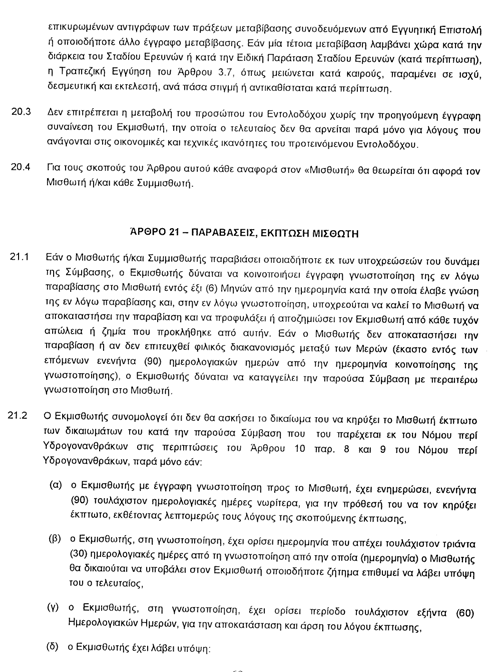 επικυρωμένων αντιγράφων των πράξεων μεταβίβασης συνοδευόμενων από Εγγυητική Επιστολή
ή οποιοδήποτε άλλο έγγραφο μεταβίβασης. Εάν μία τέτοια μεταβίβαση λαμβάνει χώρα κατά την
διάρκεια του Σταδίου Ερευνών ή κατά την Ειδική Παράταση Σταδίου Ερευνών (κατά περίπτωση),
η Τραπεζική Εγγύηση του Άρθρου 3.7, όπως μειώνεται κατά καιρούς, παραμένει σε ισχύ,
δεσμευτική και εκτελεστή, ανά πάσα στιγμή ή αντικαθίσταται κατά περίπτωση.
20.3 Δεν επιτρέπεται η μεταβολή του προσώπου του Εντολοδόχου χωρίς την προηγούμενη έγγραφη
συναίνεση του Εκμισθωτή, την οποία ο τελευταίος δεν θα αρνείται παρά μόνο για λόγους που
ανάγονται στις οικονομικές και τεχνικές ικανότητες του προτεινόμενου Εντολοδόχου.
20.4 Για τους σκοπούς του Άρθρου αυτού κάθε αναφορά στον «Μισθωτή» θα θεωρείται ότι αφορά τον
Μισθωτή ή/και κάθε Συμμισθωτή.
ΆΡΘΡΟ 21 – ΠΑΡΑΒΑΣΕΙΣ, ΕΚΠΤΩΣΗ ΜΙΣΘΩΤΗ
21.1 Εάν ο Μισθωτής ή/και Συμμισθωτής παραβιάσει οποιαδήποτε εκ των υποχρεώσεών του δυνάμει
της Σύμβασης, ο Εκμισθωτής δύναται να κοινοποιήσει έγγραφη γνωστοποίηση της εν λόγω
παραβίασης στο Μισθωτή εντός έξι (6) Μηνών από την ημερομηνία κατά την οποία έλαβε γνώση
της εν λόγω παραβίασης και, στην εν λόγω γνωστοποίηση, υποχρεούται να καλεί το Μισθωτή να
αποκαταστήσει την παραβίαση και να προφυλάξει ή αποζημιώσει τον Εκμισθωτή από κάθε τυχόν
απώλεια ή ζημία που προκλήθηκε από αυτήν. Εάν ο Μισθωτής δεν αποκαταστήσει την
παραβίαση ή αν δεν επιτευχθεί φιλικός διακανονισμός μεταξύ των Μερών (έκαστο εντός των
επόμενων ενενήντα (90) ημερολογιακών ημερών από την ημερομηνία κοινοποίησης της
γνωστοποίησης), ο Εκμισθωτής δύναται να καταγγείλει την παρούσα Σύμβαση με περαιτέρω
γνωστοποίηση στο Μισθωτή.
21.2 Ο Εκμισθωτής συνομολογεί ότι δεν θα ασκήσει το δικαίωμα του να κηρύξει το Μισθωτή έκπτωτο
των δικαιωμάτων του κατά την παρούσα Σύμβαση που του παρέχεται εκ του Νόμου περί
Υδρογονανθράκων στις περιπτώσεις του Άρθρου 10 παρ. 8 και 9 του Νόμου περί
Υδρογονανθράκων, παρά μόνο εάν:
(α) ο Εκμισθωτής με έγγραφη γνωστοποίηση προς το Μισθωτή, έχει ενημερώσει, ενενήντα
(90) τουλάχιστον ημερολογιακές ημέρες νωρίτερα, για την πρόθεσή του να τον κηρύξει
έκπτωτο, εκθέτοντας λεπτομερώς τους λόγους της σκοπούμενης έκπτωσης,
(β) ο Εκμισθωτής, στη γνωστοποίηση, έχει ορίσει ημερομηνία που απέχει τουλάχιστον τριάντα
(30) ημερολογιακές ημέρες από τη γνωστοποίηση από την οποία (ημερομηνία) ο Μισθωτής
θα δικαιούται να υποβάλει στον Εκμισθωτή οποιοδήποτε ζήτημα επιθυμεί να λάβει υπόψη
του ο τελευταίος,
(γ) ο Εκμισθωτής, στη γνωστοποίηση, έχει ορίσει περίοδο τουλάχιστον εξήντα (60)
Ημερολογιακών Ημερών, για την αποκατάσταση και άρση του λόγου έκπτωσης,
(δ) ο Εκμισθωτής έχει λάβει υπόψη: